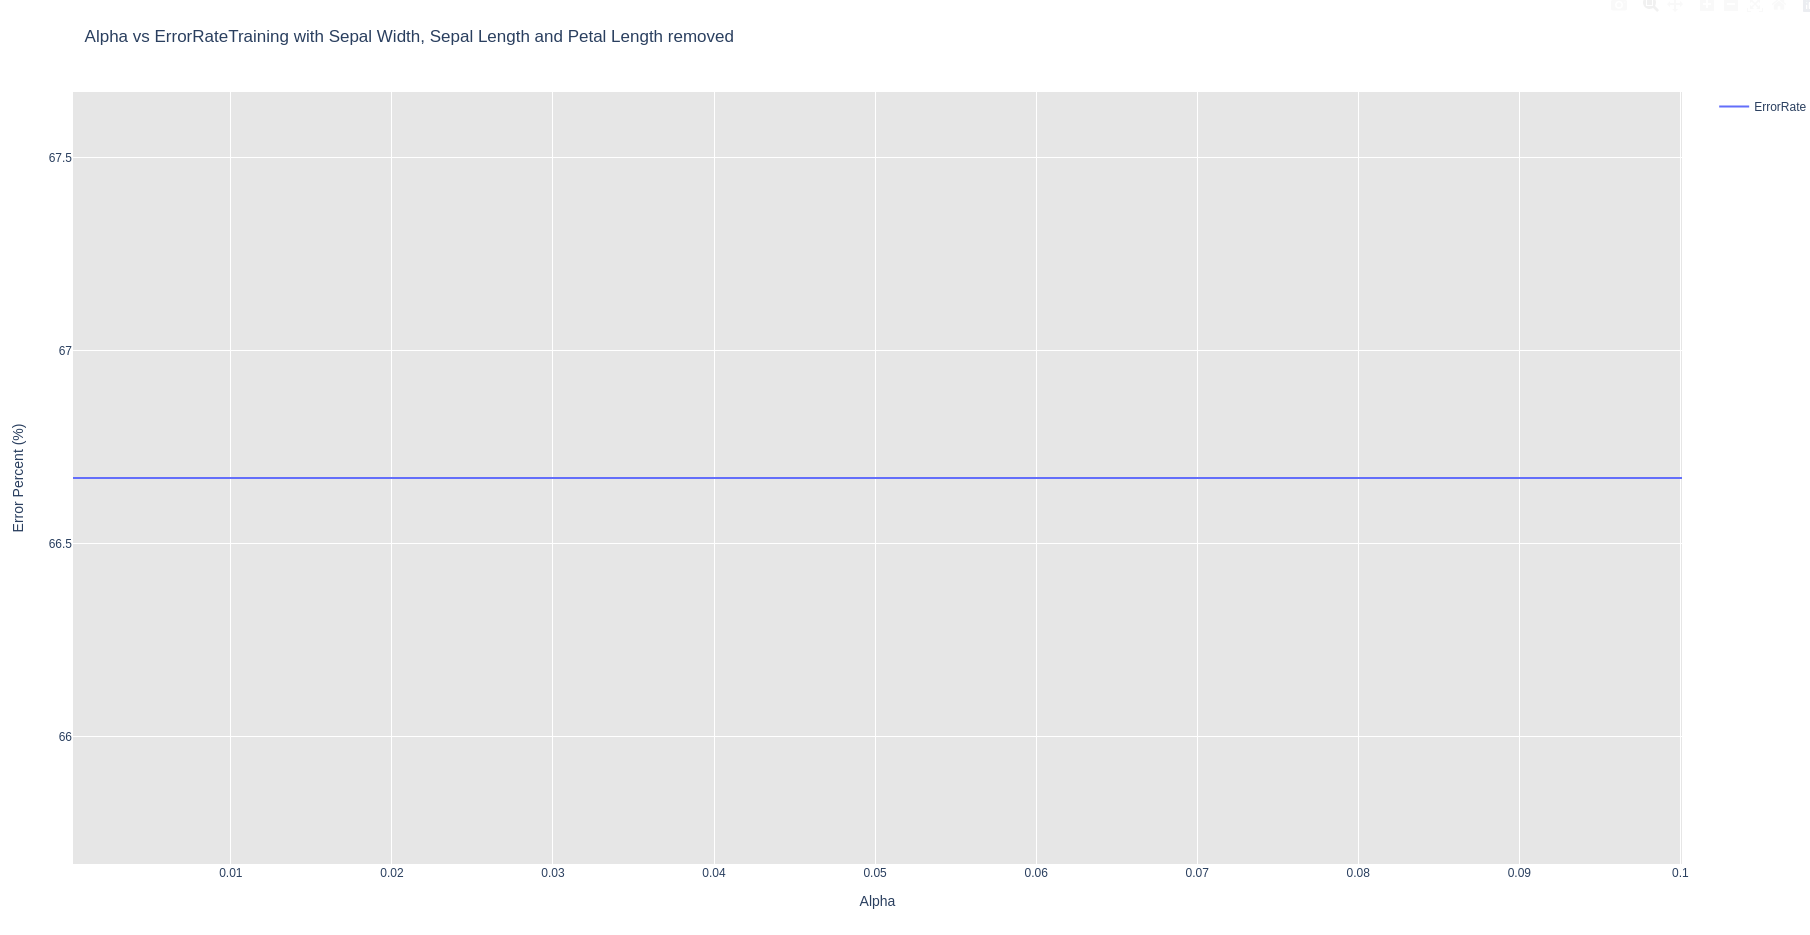 Alpha vs ErrorRateTraining with Sepal Width, Sepal Length and Petal Length removed
ErrorRate
67.5
67
66.5
66
Error Percent (%)
0.01 0.02 0.03 0.04 0.05 0.06 0.07 0.08 0.09 0.1
Alpha